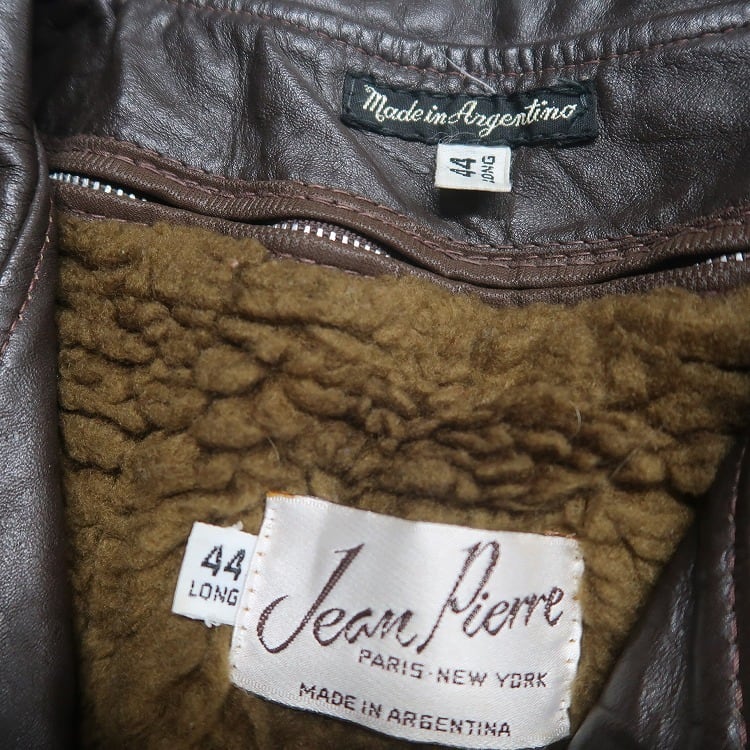 Made in Argentina
44
LONG
44
LONG
Jean Pierre
PARIS-NEW YORK
MADE IN ARGENTINA